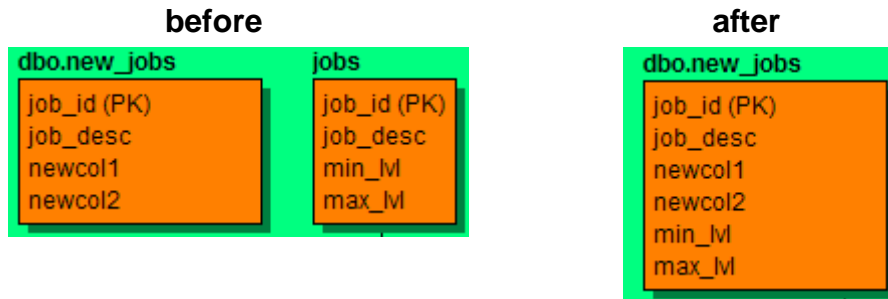 before
after
dbo.new_jobs
job_id (PK)
job_desc
newcol1
newcol2
jobs
job_id (PK)
job_desc
min_lvl
max_lvl
dbo.new_jobs
job_id (PK)
job_desc
newcol1
newcol2
min_lvl
max_lvl